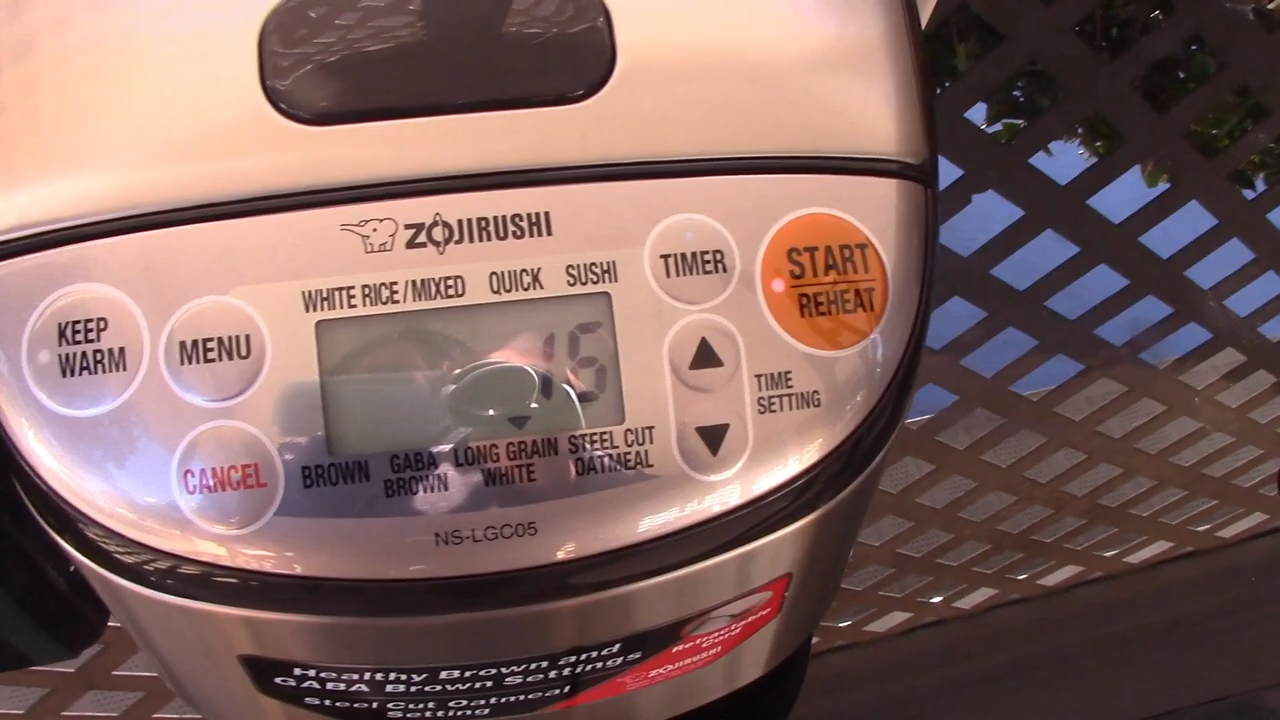 ZOJIRUSHI
WHITE RICE/MIXED QUICK SUSHI
TIMER
START
REHEAT
KEEP
WARM
MENU
16
TIME
SETTING
CANCEL
BROWN
GABA
BROWN
LONG GRAIN
WHITE
STEEL CUT
OATMEAL
NS-LGC05
Healthy Brown and
GABA Brown Settings
Steel Cut Oatmeal
Setting
Retractable
Cord
ZOJIRUSHI